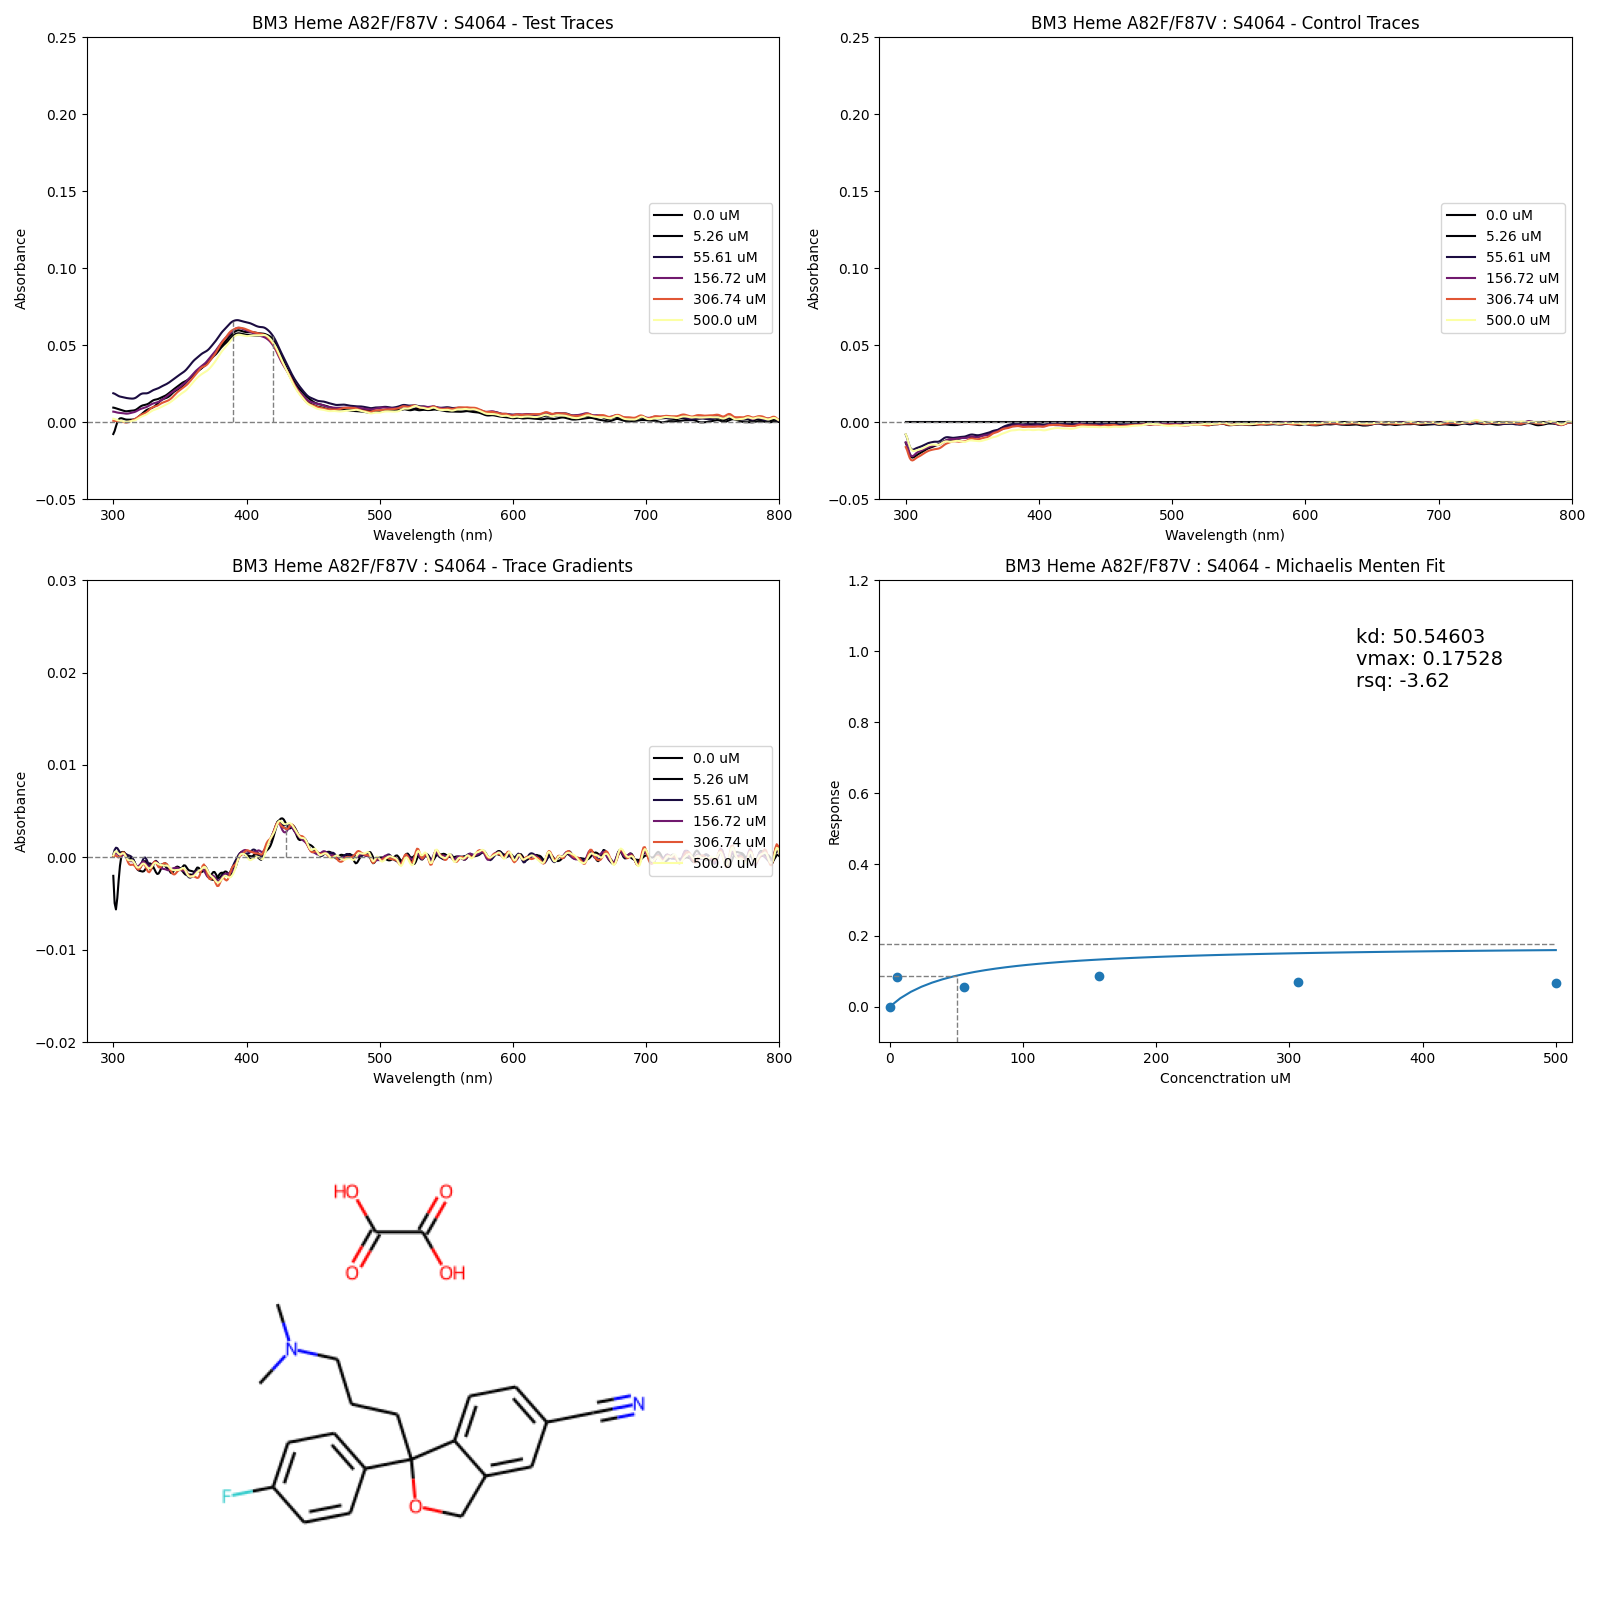 BM3 Heme A82F/F87V : S4064 - Test Traces
0.25
0.20
0.15
0.10
0.05
0.00
−0.05
Absorbance
300 400 500 600 700 800
Wavelength (nm)
0.0 uM
5.26 uM
55.61 uM
156.72 uM
306.74 uM
500.0 uM
BM3 Heme A82F/F87V : S4064 - Control Traces
0.25
0.20
0.15
0.10
0.05
0.00
−0.05
Absorbance
300 400 500 600 700 800
Wavelength (nm)
0.0 uM
5.26 uM
55.61 uM
156.72 uM
306.74 uM
500.0 uM
BM3 Heme A82F/F87V : S4064 - Trace Gradients
0.03
0.02
0.01
0.00
−0.01
−0.02
Absorbance
300 400 500 600 700 800
Wavelength (nm)
0.0 uM
5.26 uM
55.61 uM
156.72 uM
306.74 uM
500.0 uM
BM3 Heme A82F/F87V : S4064 - Michaelis Menten Fit
1.2
1.0
0.8
0.6
0.4
0.2
0.0
Response
kd: 50.54603
vmax: 0.17528
rsq: -3.62
0 100 200 300 400 500
Concenctration uM
HO O
O OH
N
N
F
O